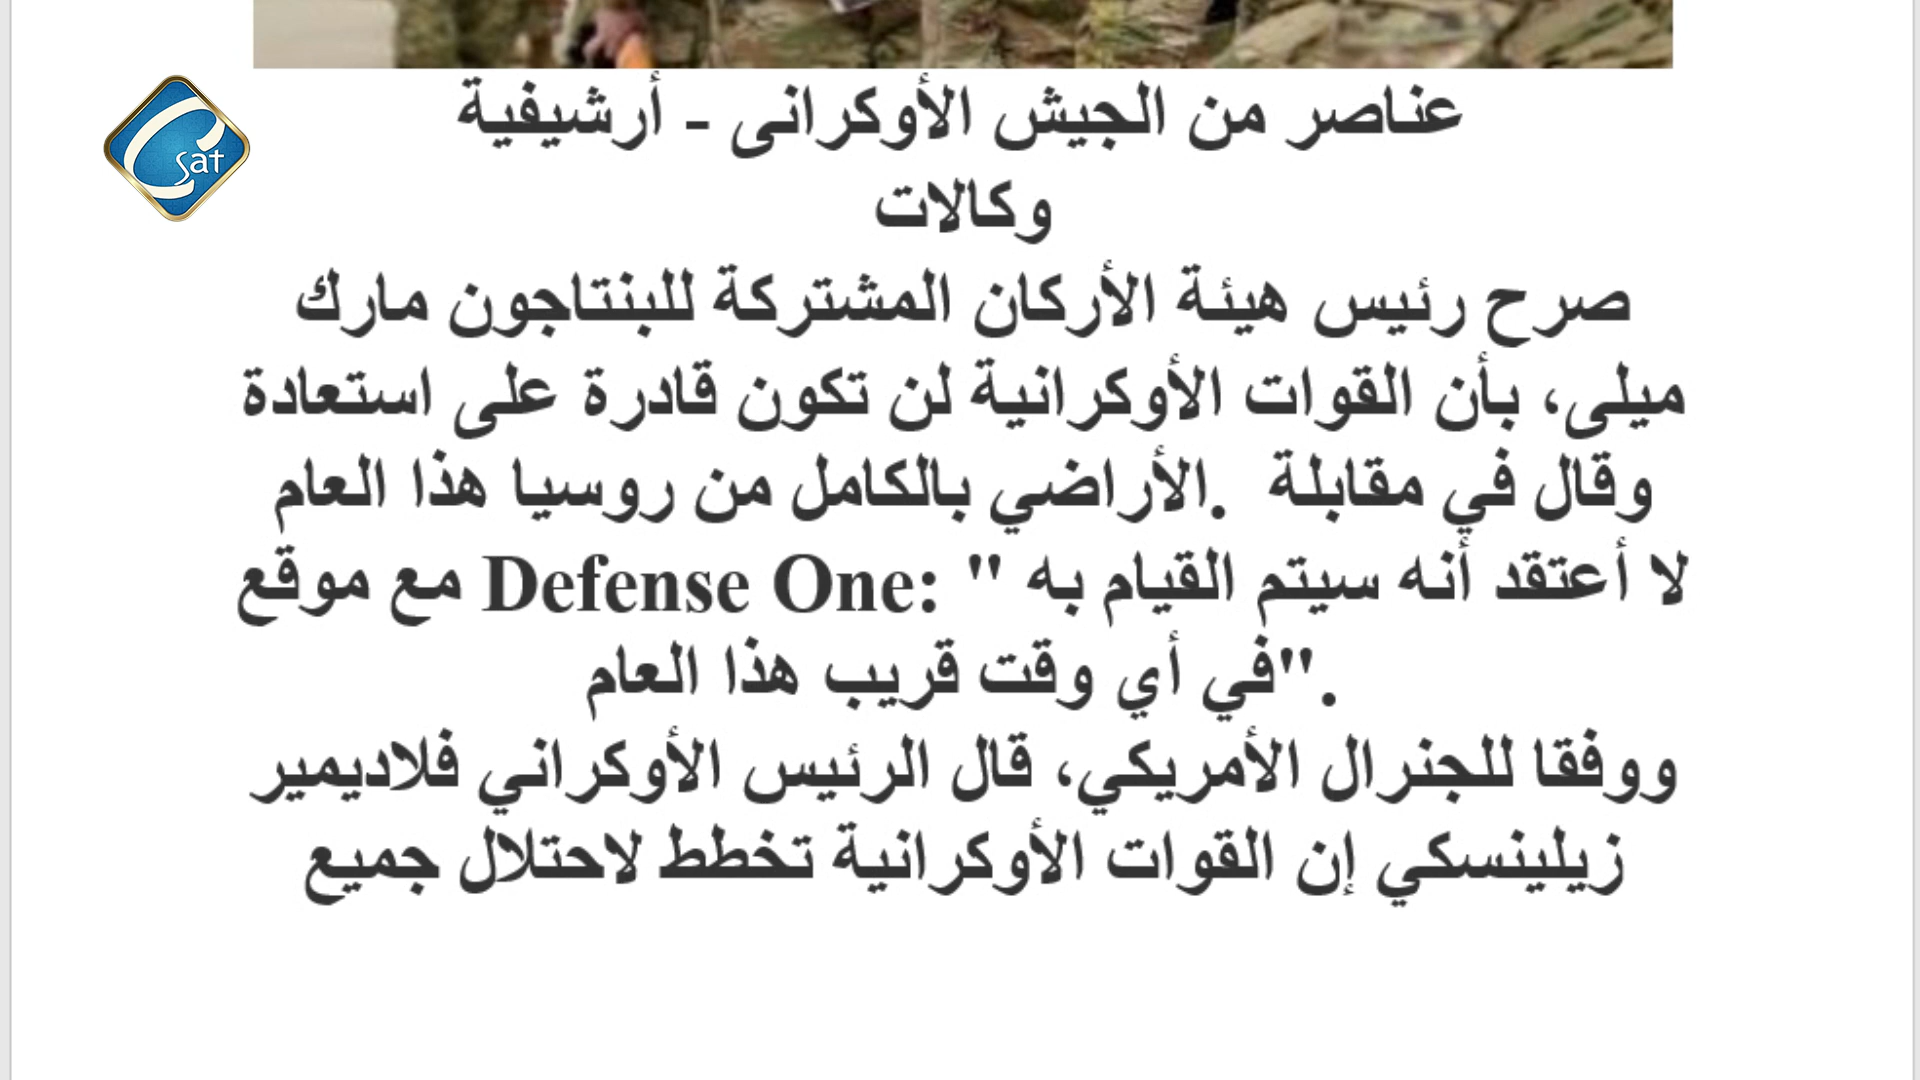 C sat
عناصر من الجيش الأوكرانى - أرشيفية
وكالات
صرح رئيس هيئة الأركان المشتركة للبنتاجون مارك
ميلى، بأن القوات الأوكرانية لن تكون قادرة على استعادة
وقال في مقابلة .الأراضي بالكامل من روسيا هذا العام
لا أعتقد أنه سيتم القيام به " :Defense One مع موقع
."في أي وقت قريب هذا العام
ووفقا للجنرال الأمريكي، قال الرئيس الأوكراني فلاديمير
زيلينسكي إن القوات الأوكرانية تخطط لاحتلال جميع